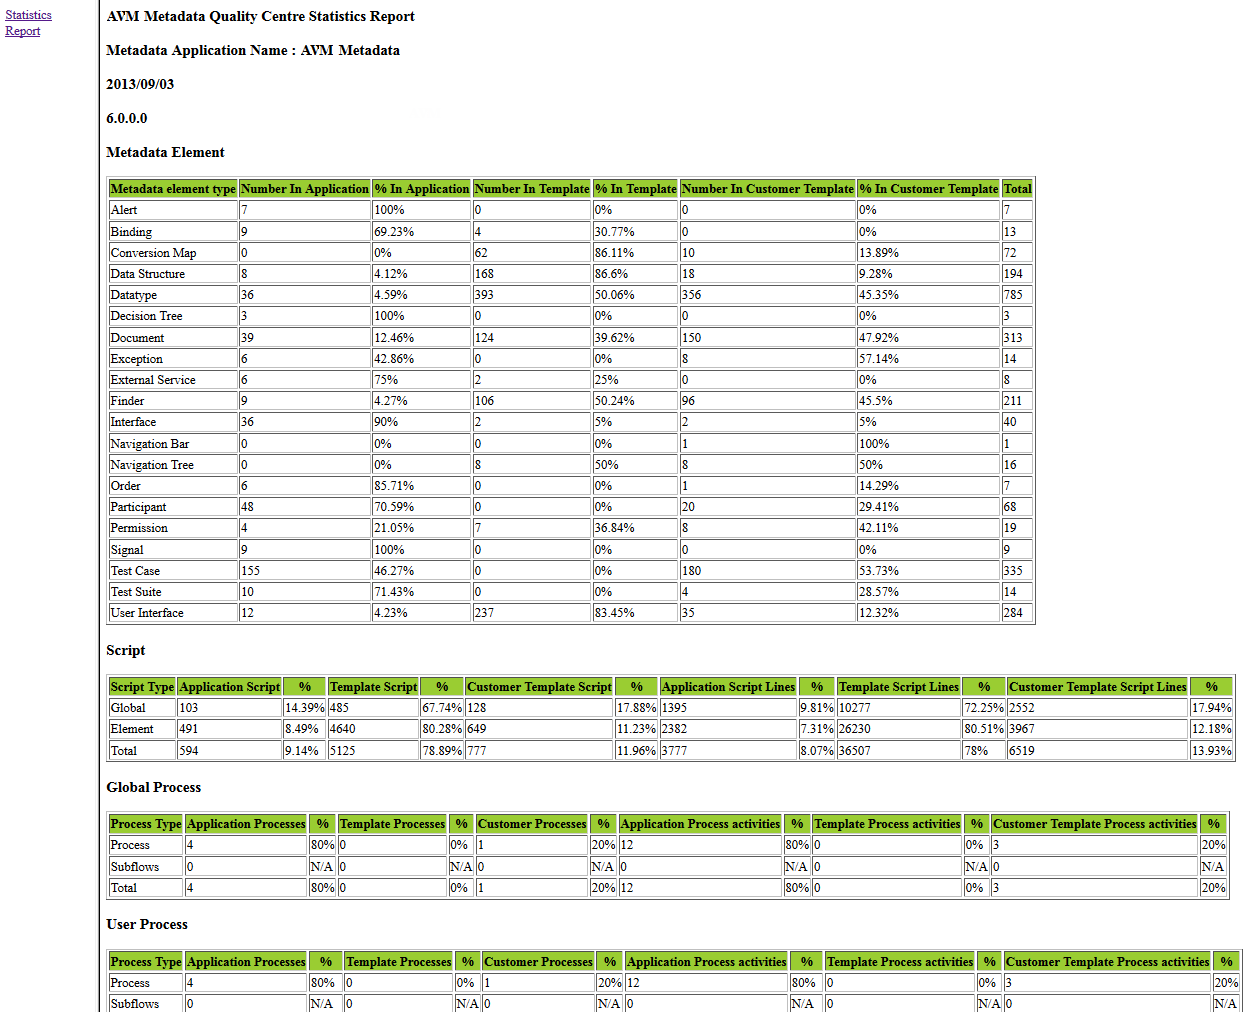 Statistics
Report
AVM Metadata Quality Centre Statistics Report
Metadata Application Name : AVM Metadata
2013/09/03
6.0.0.0
Metadata Element
Metadata element type Number In Application % In Application Number In Template % In Template Number In Customer Template % In Customer Template Total
Alert 7 100% 0 0% 0 0% 7
Binding 9 69.23% 4 30.77% 0 0% 13
Conversion Map 0 0% 62 86.11% 10 13.89% 72
Data Structure 8 4.12% 168 86.6% 18 9.28% 194
Datatype 36 4.59% 393 50.06% 356 45.35% 785
Decision Tree 3 100% 0 0% 0 0% 3
Document 39 12.46% 124 39.62% 150 47.92% 313
Exception 6 42.86% 0 0% 8 57.14% 14
External Service 6 75% 2 25% 0 0% 8
Finder 9 4.27% 106 50.24% 96 45.5% 211
Interface 36 90% 2 5% 2 5% 40
Navigation Bar 0 0% 0 0% 1 100% 1
Navigation Tree 0 0% 8 50% 8 50% 16
Order 6 85.71% 0 0% 1 14.29% 7
Participant 48 70.59% 0 0% 20 29.41% 68
Permission 4 21.05% 7 36.84% 8 42.11% 19
Signal 9 100% 0 0% 0 0% 9
Test Case 155 46.27% 0 0% 180 53.73% 335
Test Suite 10 71.43% 0 0% 4 28.57% 14
User Interface 12 4.23% 237 83.45% 35 12.32% 284
Script
Script Type Application Script % Template Script % Customer Template Script % Application Script Lines % Template Script Lines % Customer Template Script Lines %
Global 103 14.39% 485 67.74% 128 17.88% 1395 9.81% 10277 72.25% 2552 17.94%
Element 491 8.49% 4640 80.28% 649 11.23% 2382 7.31% 26230 80.51% 3967 12.18%
Total 594 9.14% 5125 78.89% 777 11.96% 3777 8.07% 36507 78% 6519 13.93%
Global Process
Process Type Application Processes % Template Processes % Customer Processes % Application Process activities % Template Process activities % Customer Template Process activities %
Process 4 80% 0 0% 1 20% 12 80% 0 0% 3 20%
Subflows 0 N/A 0 N/A 0 N/A 0 N/A 0 N/A 0 N/A
Total 4 80% 0 0% 1 20% 12 80% 0 0% 3 20%
User Process
Process Type Application Processes % Template Processes % Customer Processes % Application Process activities % Template Process activities % Customer Template Process activities %
Process 4 80% 0 0% 1 20% 12 80% 0 0% 3 20%
Subflows 0 N/A 0 N/A 0 N/A 0 N/A 0 N/A 0 N/A